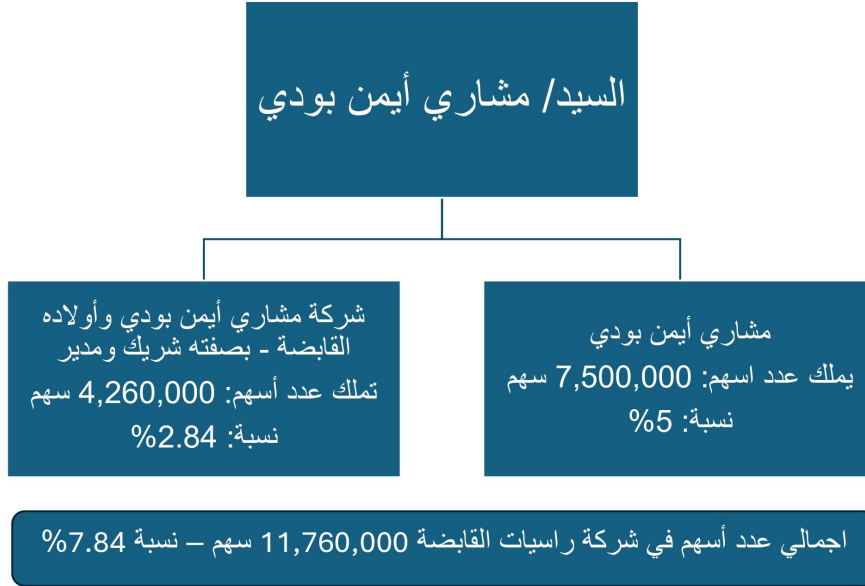 السيد/ مشاري أيمن بودي
مشاري أيمن بودي
يملك عدد اسهم: 7,500,000 سهم
نسبة: 5%
شركة مشاري أيمن بودي وأولاده
القابضة - بصفته شريك ومدير
تملك عدد أسهم: 4,260,000 سهم
نسبة: 2.84%
اجمالي عدد أسهم في شركة راسيات القابضة 11,760,000 سهم – نسبة 7.84%